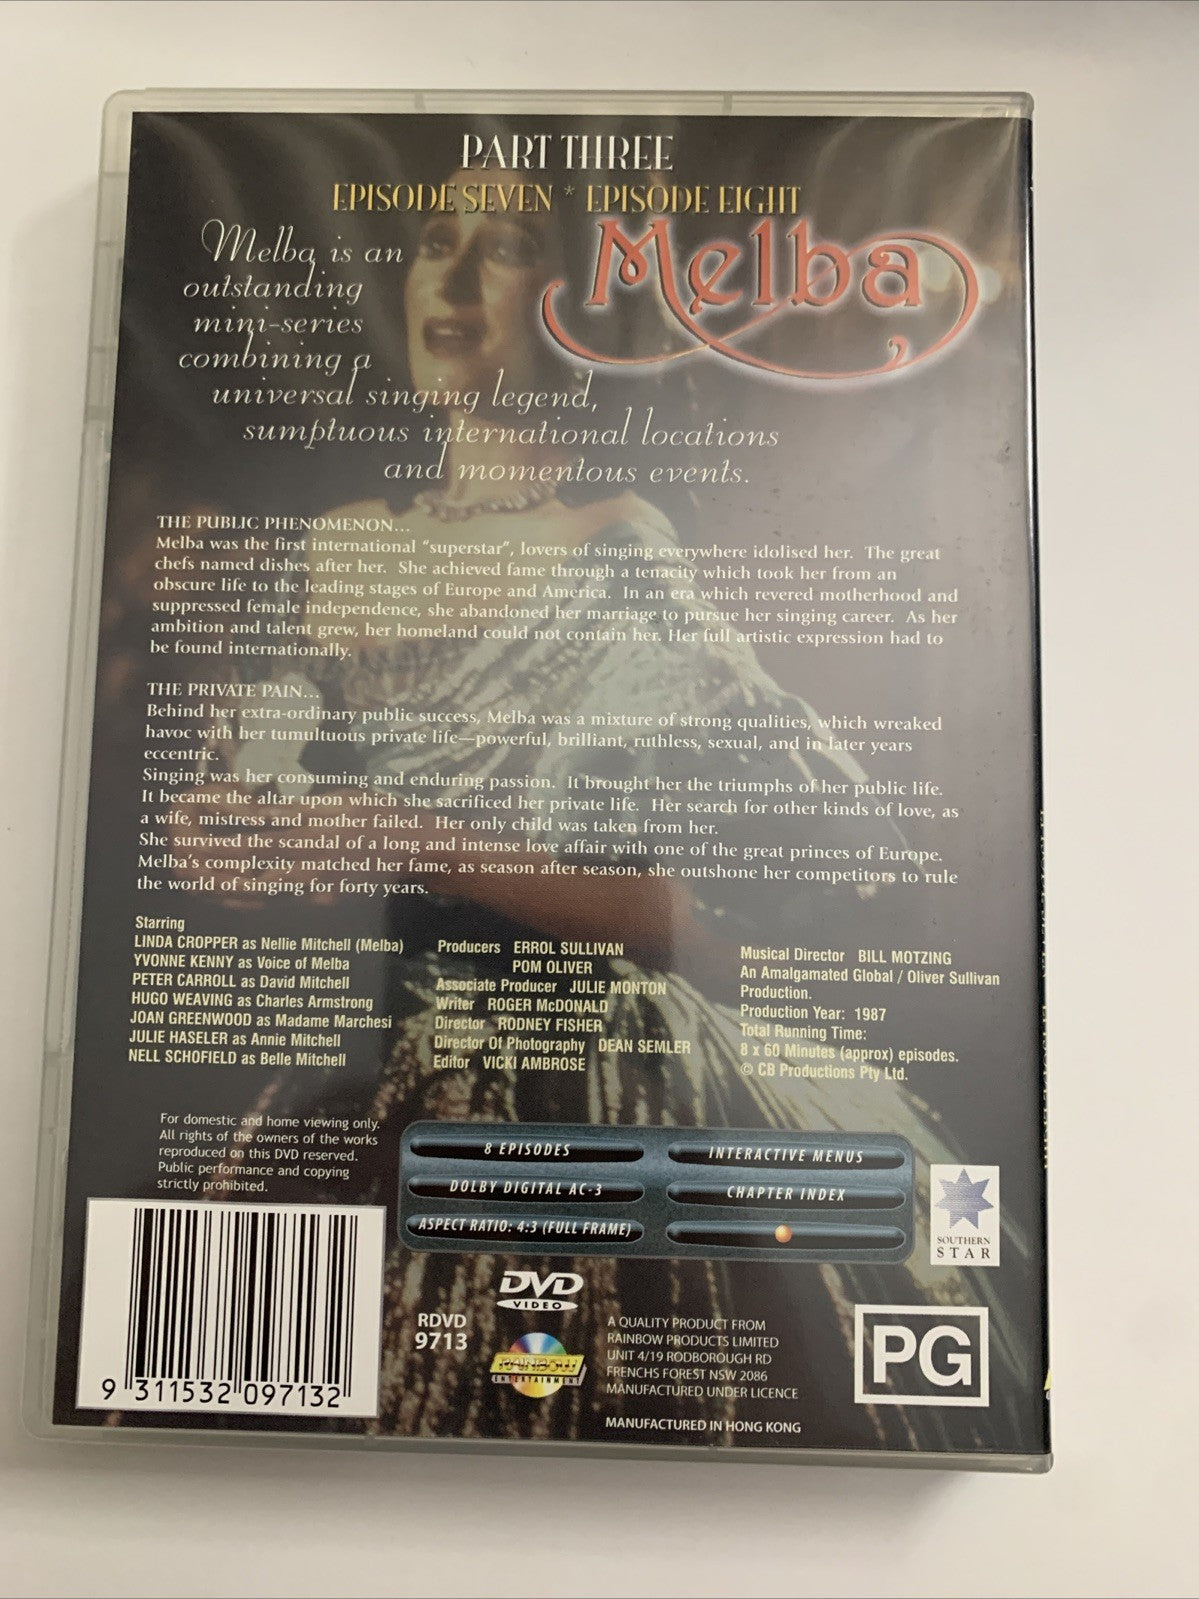 PART THREE
EPISODE SEVEN * EPISODE EIGHT
Melba
Melba is an
outstanding
mini-series
combining a
universal singing legend,
sumptuous international locations
and momentous events.
THE PUBLIC PHENOMENON...
Melba was the first international "superstar", lovers of singing everywhere idolised her. The great
chefs named dishes after her. She achieved fame through a tenacity which took her from an
obscure life to the leading stages of Europe and America. In an era which revered motherhood and
suppressed female independence, she abandoned her marriage to pursue her singing career. As her
ambition and talent grew, her homeland could not contain her. Her full artistic expression had to
be found internationally.
THE PRIVATE PAIN...
Behind her extra-ordinary public success, Melba was a mixture of strong qualities, which wreaked
havoc with her tumultuous private life—powerful, brilliant, ruthless, sexual, and in later years
eccentric.
Singing was her consuming and enduring passion. It brought her the triumphs of her public life.
It became the altar upon which she sacrificed her private life. Her search for other kinds of love, as
a wife, mistress and mother failed. Her only child was taken from her.
She survived the scandal of a long and intense love affair with one of the great princes of Europe.
Melba's complexity matched her fame, as season after season, she outshone her competitors to rule
the world of singing for forty years.
Starring
LINDA CROPPER as Nellie Mitchell (Melba)
YVONNE KENNY as Voice of Melba
PETER CARROLL as David Mitchell
HUGO WEAVING as Charles Armstrong
JOAN GREENWOOD as Madame Marchesi
JULIE HASELER as Annie Mitchell
NELL SCHOFIELD as Belle Mitchell
Producers ERROL SULLIVAN
POM OLIVER
Associate Producer JULIE MONTON
Writer ROGER McDONALD
Director RODNEY FISHER
Director Of Photography DEAN SEMLER
Editor VICKI AMBROSE
Musical Director BILL MOTZING
An Amalgamated Global / Oliver Sullivan
Production.
Production Year: 1987
Total Running Time:
8 x 60 Minutes (approx) episodes.
© CB Productions Pty Ltd.
For domestic and home viewing only.
All rights of the owners of the works
reproduced on this DVD reserved.
Public performance and copying
strictly prohibited.
8 EPISODES
INTERACTIVE MENUS
DOLBY DIGITAL AC-3
CHAPTER INDEX
ASPECT RATIO: 4:3 (FULL FRAME)
SOUTHERN
STAR
9 311532 097132
RDVD
9713
DVD
VIDEO
RAINBOW
ENTERTAINMENT
A QUALITY PRODUCT FROM
RAINBOW PRODUCTS LIMITED
UNIT 4/19 RODBOROUGH RD
FRENCHS FOREST NSW 2086
MANUFACTURED UNDER LICENCE
MANUFACTURED IN HONG KONG
PG